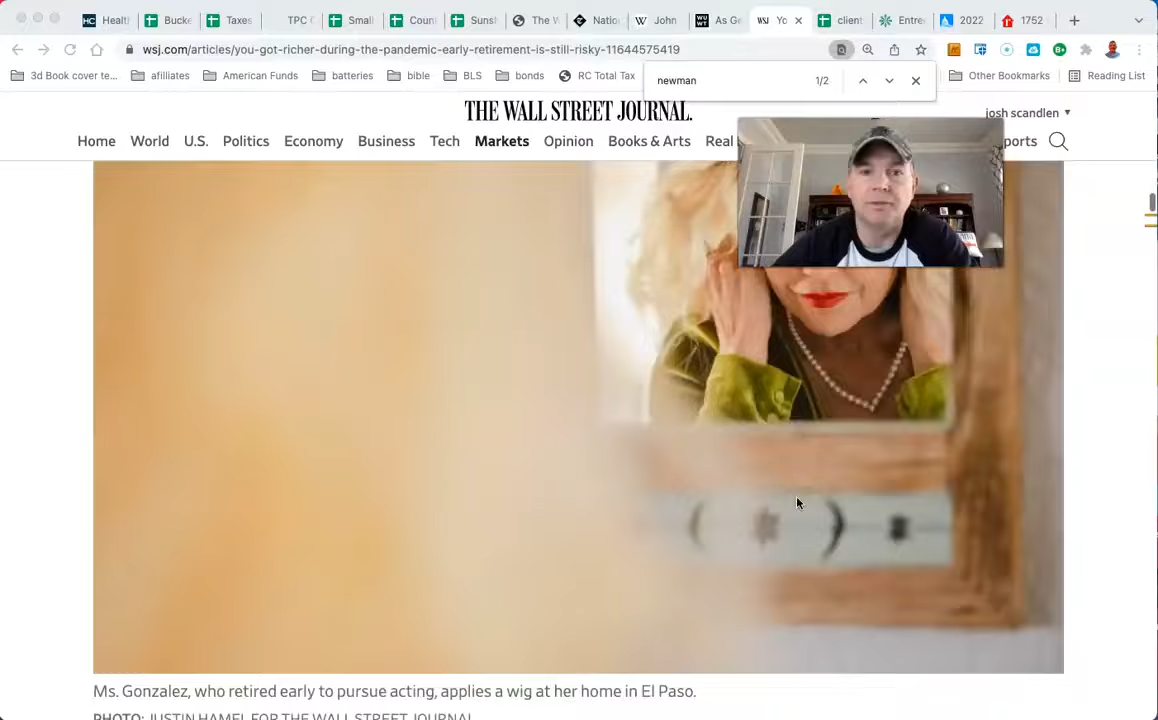 Healt
Bucke
Taxes
TPC
Small
Coun
Sunsh
The W
Natio
John
As Ge
WSJ Yo
client
Entre
2022
1752
wsj.com/articles/you-got-richer-during-the-pandemic-early-retirement-is-still-risky-11644575419
3d Book cover te...
afiliates
American Funds
batteries
bible
BLS
bonds
RC Total Tax
Other Bookmarks
Reading List
newman 1/2
THE WALL STREET JOURNAL.
josh scandlen
Home World U.S. Politics Economy Business Tech Markets Opinion Books & Arts Real ports
Ms. Gonzalez, who retired early to pursue acting, applies a wig at her home in El Paso.
PHOTO: JUSTIN HAMEL FOR THE WALL STREET JOURNAL